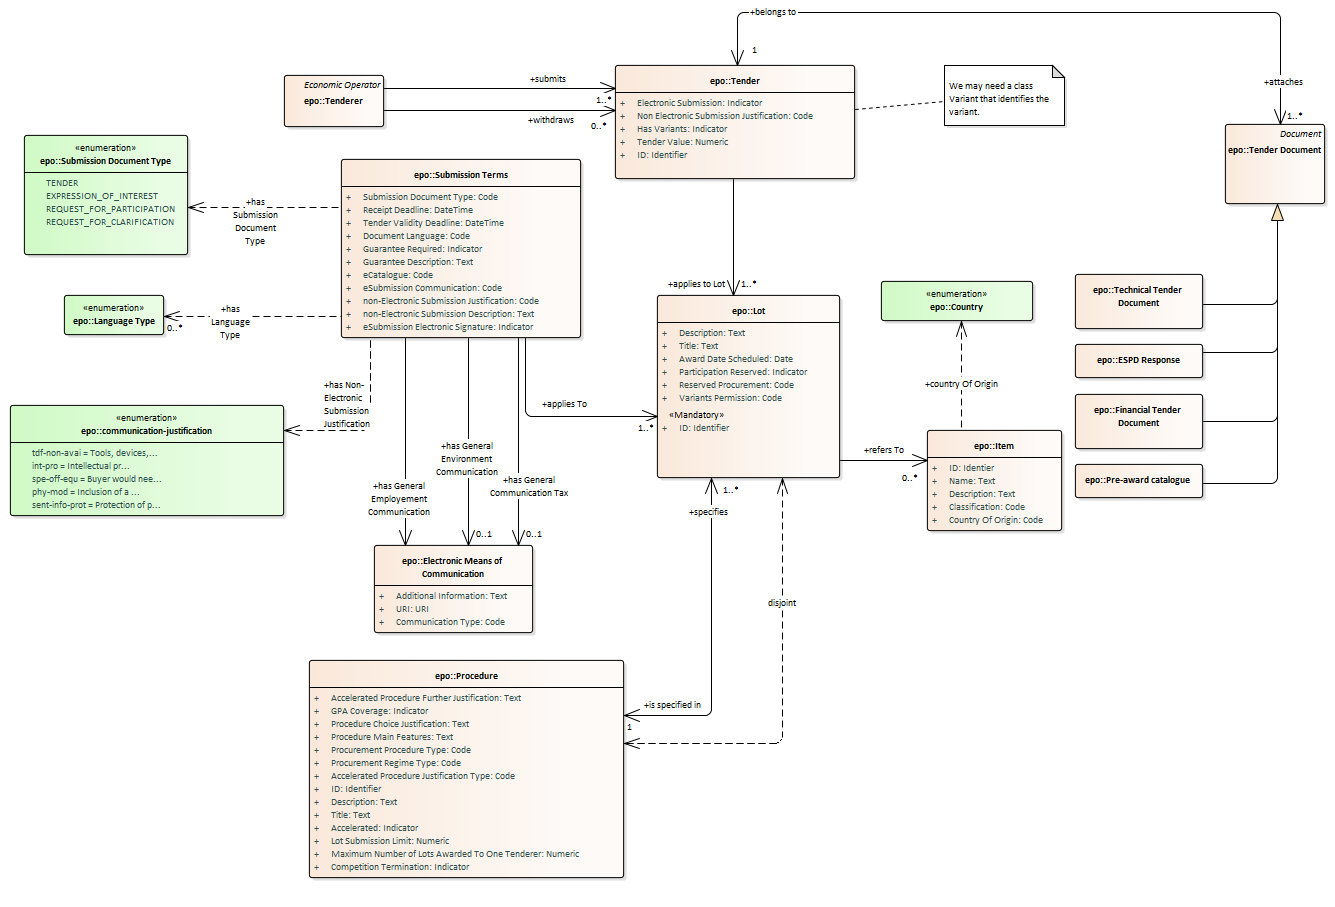 +belongs to
1
+attaches
1..*
Economic Operator
epo::Tenderer
+submits
1..*
+withdraws
0..*
epo::Tender
+ Electronic Submission: Indicator
+ Non Electronic Submission Justification: Code
+ Has Variants: Indicator
+ Tender Value: Numeric
+ ID: Identifier
We may need a class
Variant that identifies the
variant.
Document
epo::Tender Document
«enumeration»
epo::Submission Document Type
TENDER
EXPRESSION_OF_INTEREST
REQUEST_FOR_PARTICIPATION
REQUEST_FOR_CLARIFICATION
+has
Submission
Document
Type
epo::Submission Terms
+ Submission Document Type: Code
+ Receipt Deadline: DateTime
+ Tender Validity Deadline: DateTime
+ Document Language: Code
+ Guarantee Required: Indicator
+ Guarantee Description: Text
+ eCatalogue: Code
+ eSubmission Communication: Code
+ non-Electronic Submission Justification: Code
+ non-Electronic Submission Description: Text
+ eSubmission Electronic Signature: Indicator
«enumeration»
epo::Language Type
0..*
+has
Language
Type
+applies to Lot
1..*
epo::Lot
+ Description: Text
+ Title: Text
+ Award Date Scheduled: Date
+ Participation Reserved: Indicator
+ Reserved Procurement: Code
+ Variants Permission: Code
«Mandatory»
+ ID: Identifier
«enumeration»
epo::Country
+country Of Origin
epo::Technical Tender
Document
epo::ESPD Response
epo::Financial Tender
Document
epo::Pre-award catalogue
+has Non-
Electronic
Submission
Justification
«enumeration»
epo::communication-justification
tdf-non-avai = Tools, devices,...
int-pro = Intellectual pr...
spe-off-equ = Buyer would nee...
phy-mod = Inclusion of a ...
sent-info-prot = Protection of p...
+applies To
1..*
+has General
Environment
Communication
+has General
Employement
Communication
+has General
Communication Tax
0..1
0..1
+refers To
0..*
epo::Item
+ ID: Identier
+ Name: Text
+ Description: Text
+ Classification: Code
+ Country Of Origin: Code
epo::Electronic Means of
Communication
+ Additional Information: Text
+ URI: URI
+ Communication Type: Code
1..*
+specifies
disjoint
+is specified in
1
epo::Procedure
+ Accelerated Procedure Further Justification: Text
+ GPA Coverage: Indicator
+ Procedure Choice Justification: Text
+ Procedure Main Features: Text
+ Procurement Procedure Type: Code
+ Procurement Regime Type: Code
+ Accelerated Procedure Justification Type: Code
+ ID: Identifier
+ Description: Text
+ Title: Text
+ Accelerated: Indicator
+ Lot Submission Limit: Numeric
+ Maximum Number of Lots Awarded To One Tenderer: Numeric
+ Competition Termination: Indicator